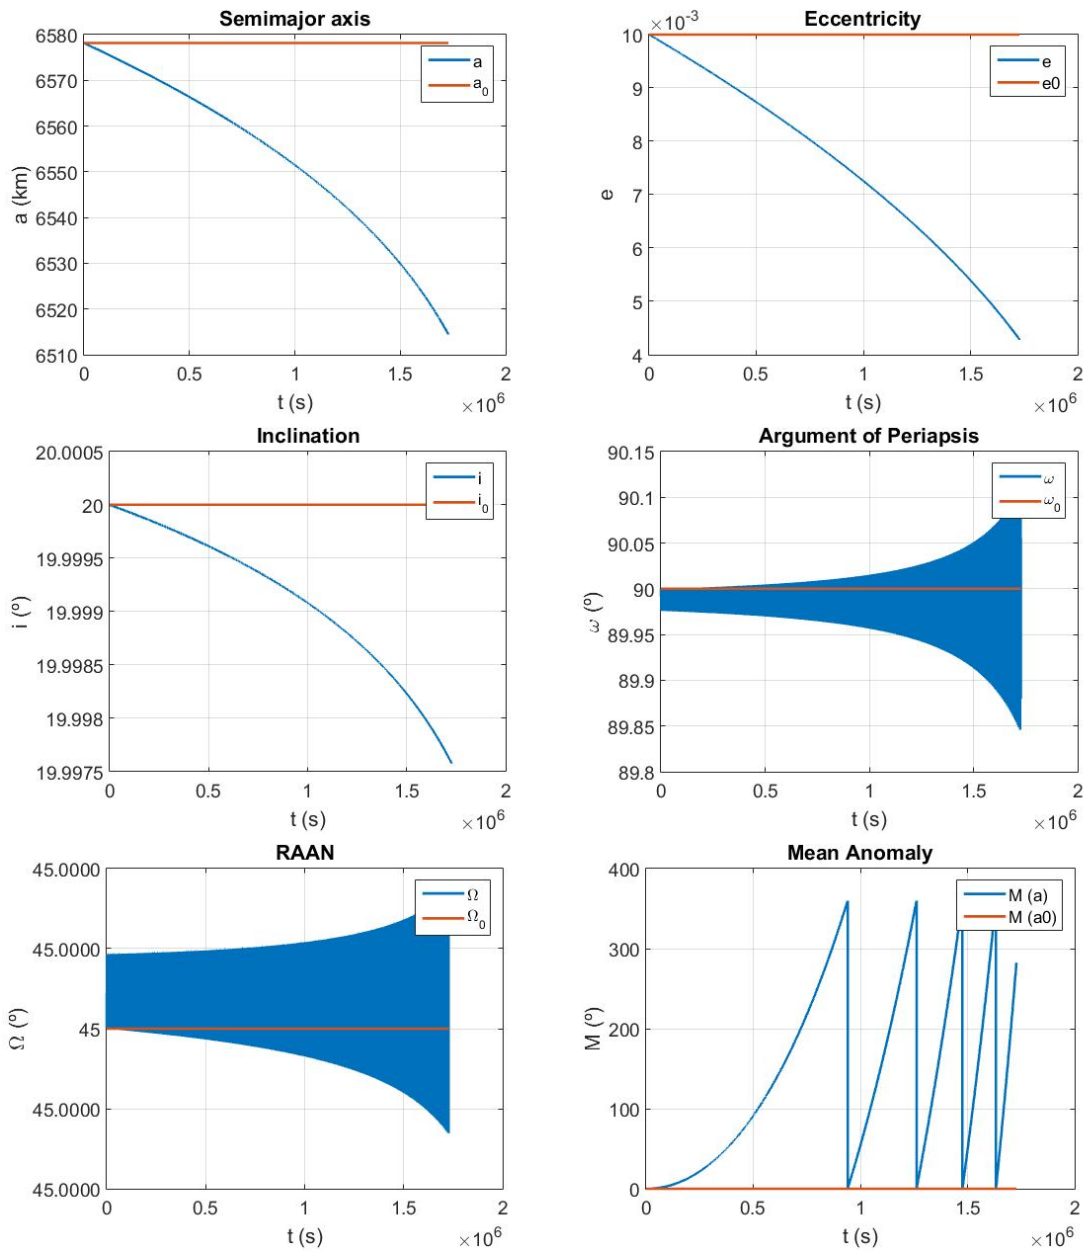 Semimajor axis
6580
6570
6560
6550
6540
6530
6520
6510
a (km)
0
0.5
1
1.5
2
t (s)
×10^6
a
a_0
Eccentricity
×10^-3
10
9
8
7
6
5
4
e
0
0.5
1
1.5
2
t (s)
×10^6
e
e0
Inclination
20.0005
20
19.9995
19.999
19.9985
19.998
19.9975
i (º)
0
0.5
1
1.5
2
t (s)
×10^6
i
i_0
Argument of Periapsis
90.15
90.1
90.05
90
89.95
89.9
89.85
89.8
ω (º)
0
0.5
1
1.5
2
t (s)
×10^6
ω
ω_0
RAAN
45.0000
45.0000
45
45.0000
45.0000
Ω (º)
0
0.5
1
1.5
2
t (s)
×10^6
Ω
Ω_0
Mean Anomaly
400
300
200
100
0
M (º)
0
0.5
1
1.5
2
t (s)
×10^6
M (a)
M (a0)